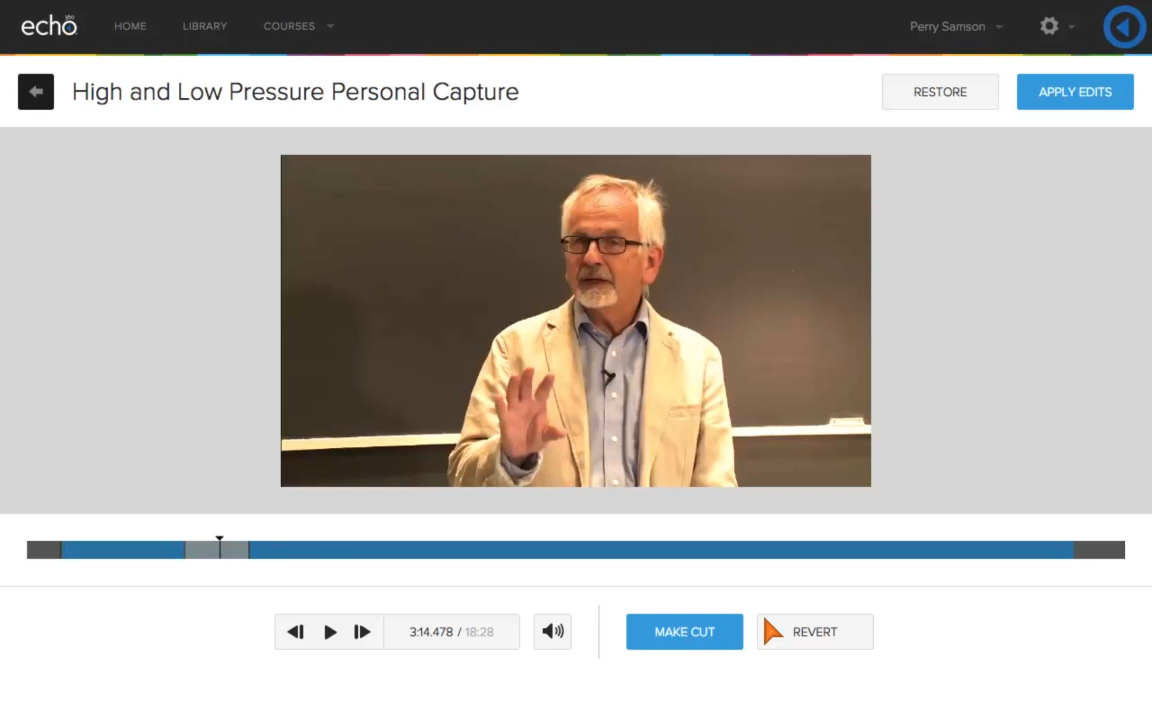 echo360
HOME LIBRARY COURSES Perry Samson
High and Low Pressure Personal Capture
RESTORE APPLY EDITS
3:14.478 / 18:28 MAKE CUT REVERT